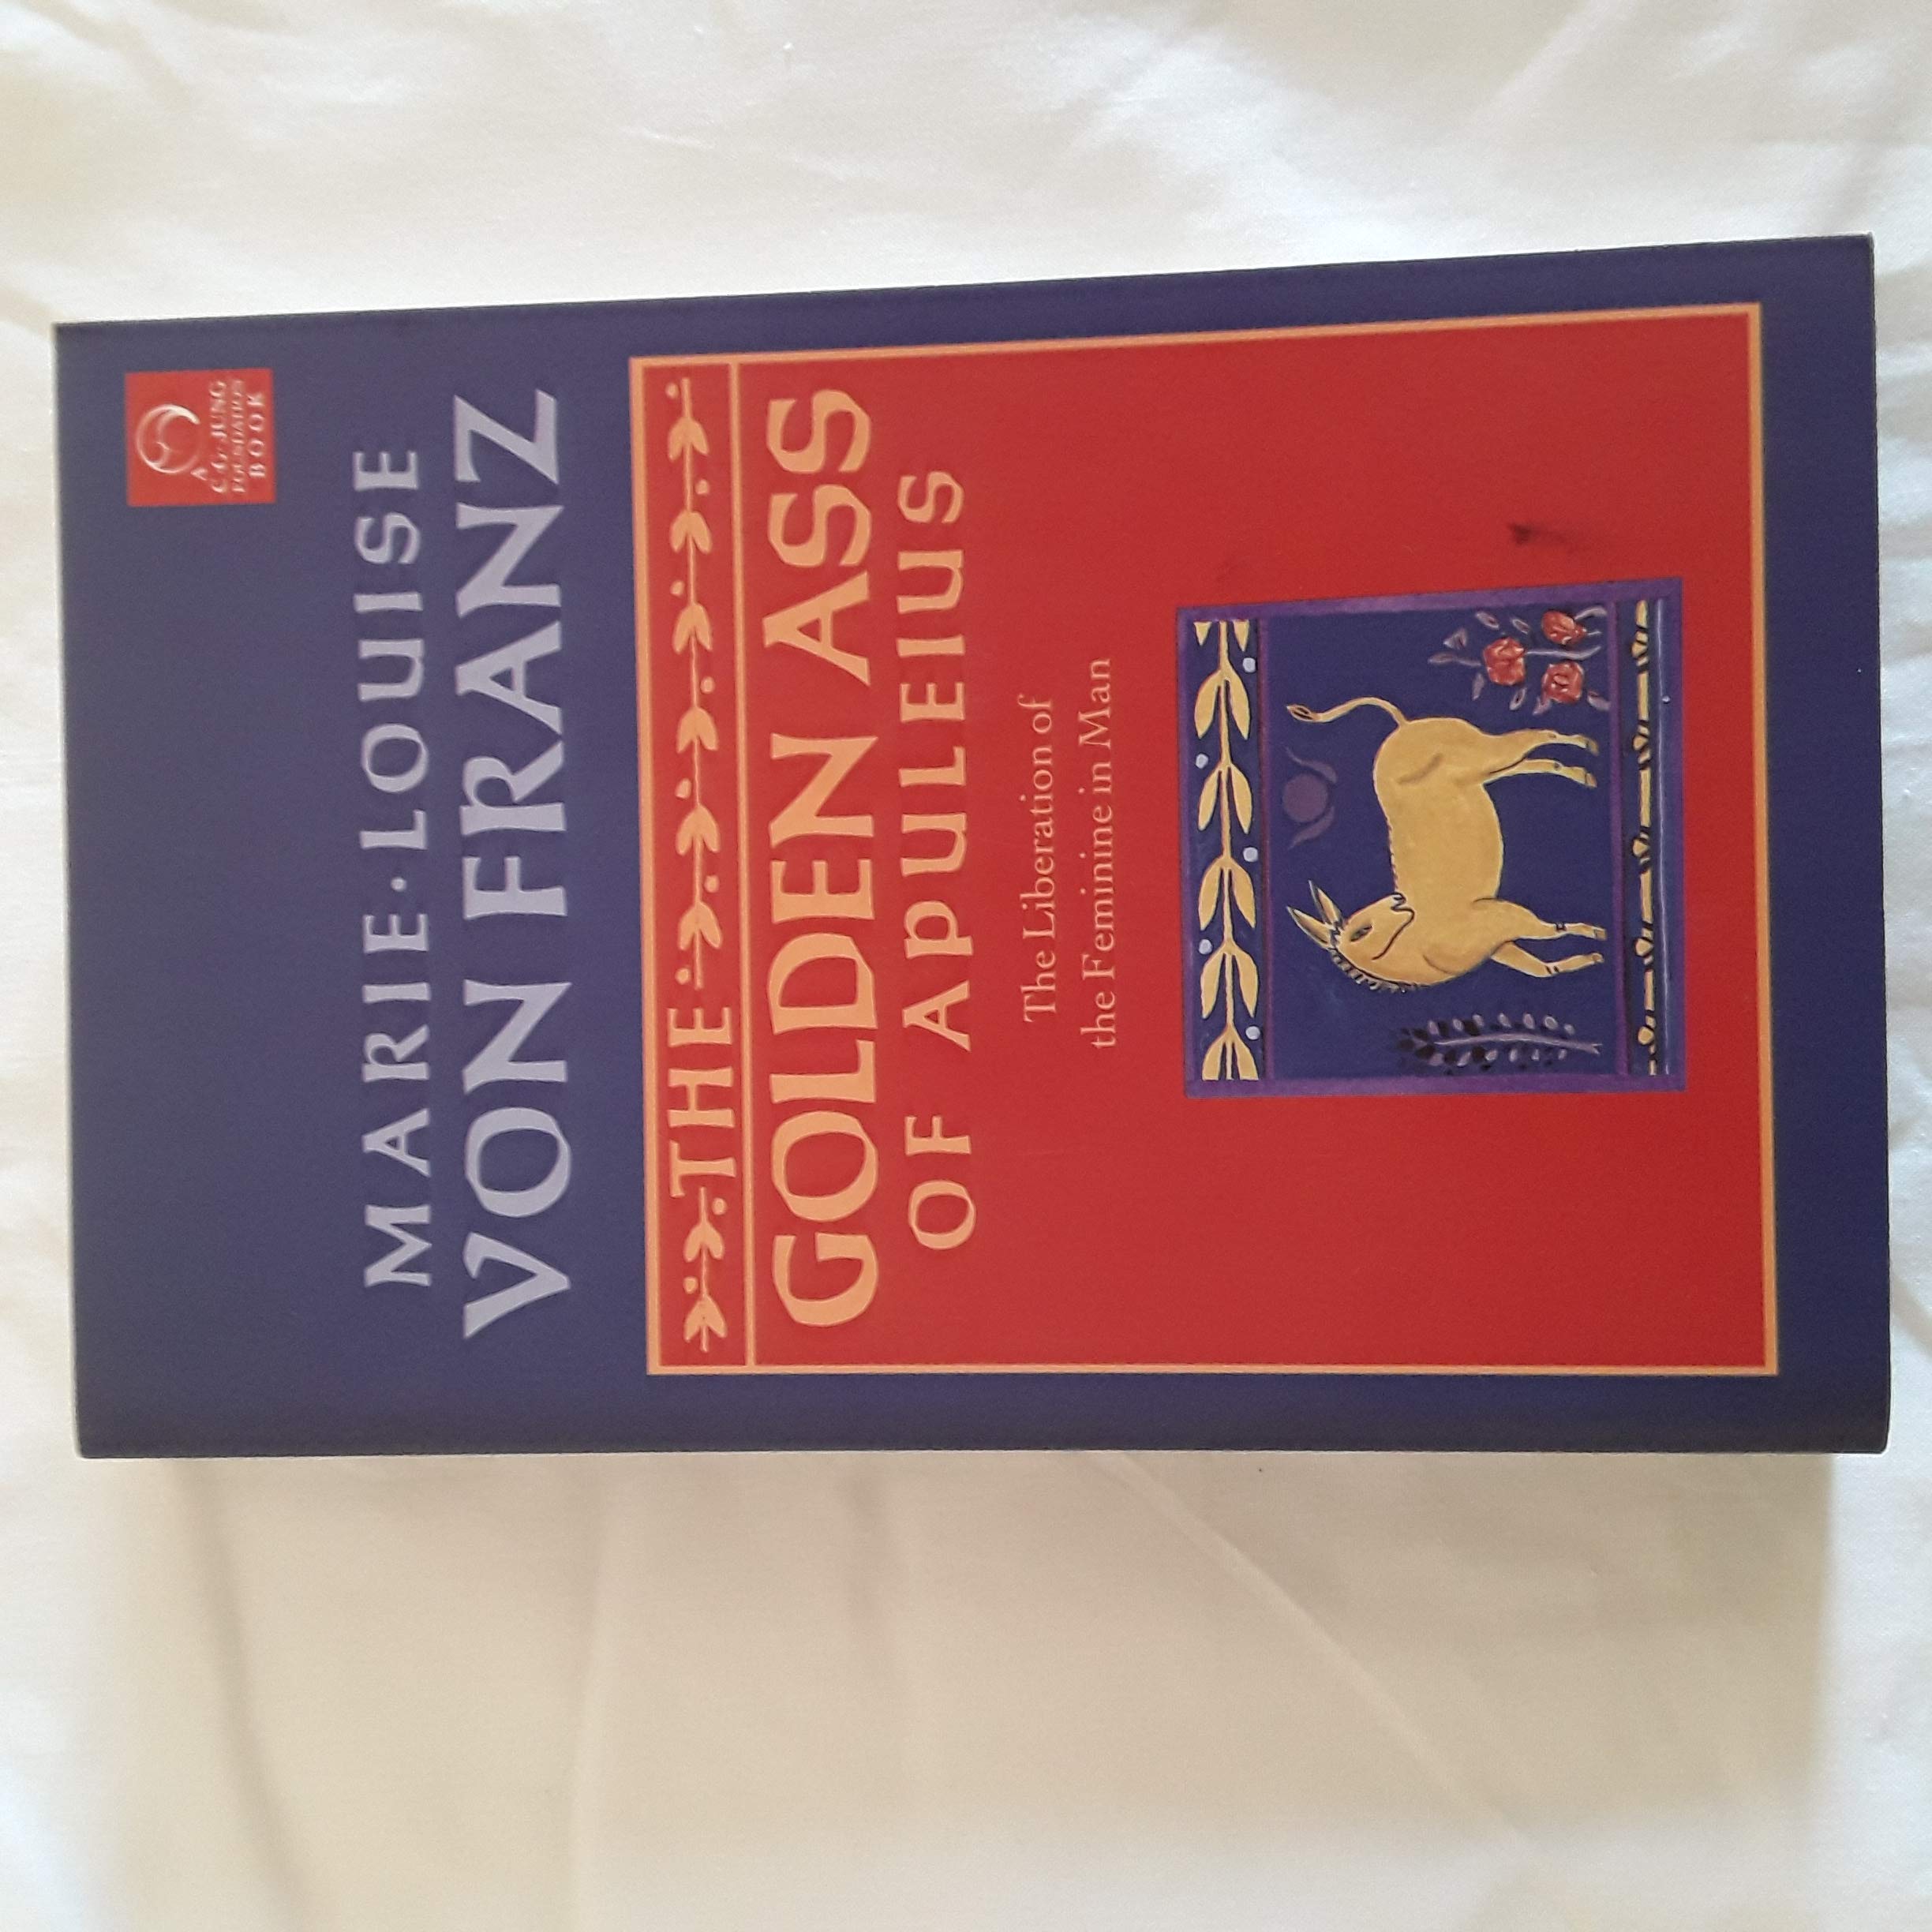 A
C·G·JUNG
FOUNDATION
BOOK
MARIE·LOUISE
VON FRANZ
THE
GOLDEN ASS
OF APULEIUS
The Liberation of
the Feminine in Man